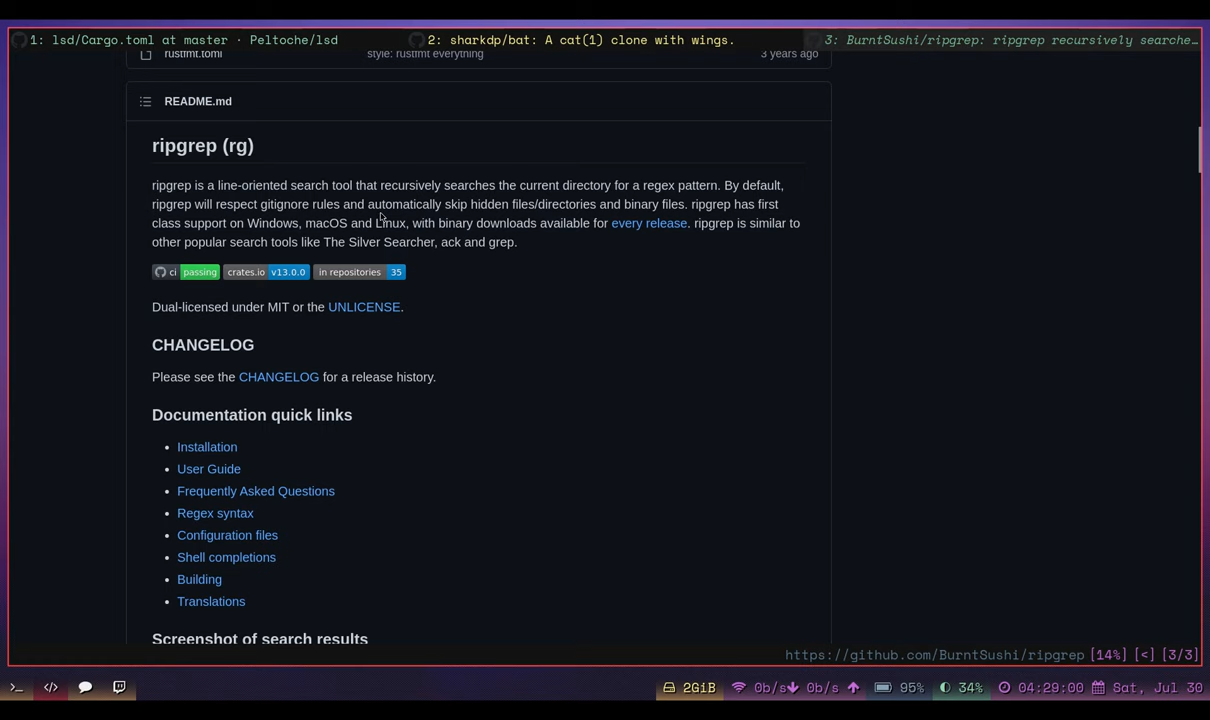 1: lsd/Cargo.toml at master · Peltoche/lsd
2: sharkdp/bat: A cat(1) clone with wings.
3: BurntSushi/ripgrep: ripgrep recursively searche…
rustfmt.toml style: rustfmt everything 3 years ago
README.md
ripgrep (rg)
ripgrep is a line-oriented search tool that recursively searches the current directory for a regex pattern. By default,
ripgrep will respect gitignore rules and automatically skip hidden files/directories and binary files. ripgrep has first
class support on Windows, macOS and Linux, with binary downloads available for every release. ripgrep is similar to
other popular search tools like The Silver Searcher, ack and grep.
ci passing crates.io v13.0.0 in repositories 35
Dual-licensed under MIT or the UNLICENSE.
CHANGELOG
Please see the CHANGELOG for a release history.
Documentation quick links
• Installation
• User Guide
• Frequently Asked Questions
• Regex syntax
• Configuration files
• Shell completions
• Building
• Translations
Screenshot of search results
https://github.com/BurntSushi/ripgrep [14%] [<] [3/3]
2GiB 0b/s 0b/s 95% 34% 04:29:00 Sat, Jul 30